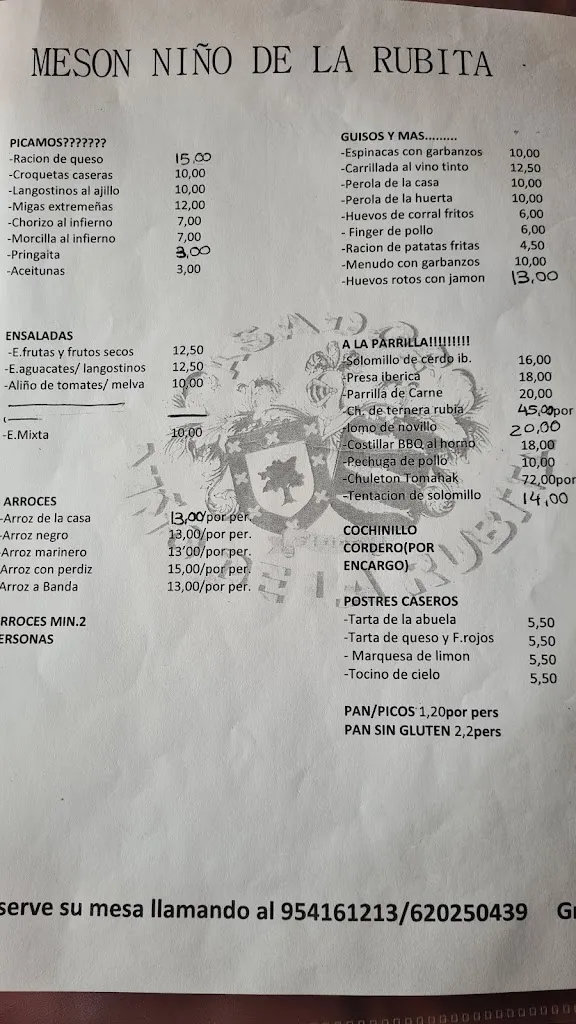 MESON NIÑO DE LA RUBITA
PICAMOS???????
-Racion de queso 15,00
-Croquetas caseras 10,00
-Langostinos al ajillo 10,00
-Migas extremeñas 12,00
-Chorizo al infierno 7,00
-Morcilla al infierno 7,00
-Pringaita 3,00
-Aceitunas 3,00
ENSALADAS
-E.frutas y frutos secos 12,50
-E.aguacates/ langostinos 12,50
-Aliño de tomates/ melva 10,00
-E.Mixta 10,00
ARROCES
-Arroz de la casa 13,00/por per.
-Arroz negro 13,00/por per.
-Arroz marinero 13'00/por per.
Arroz con perdiz 15,00/por per.
Arroz a Banda 13,00/por per.
RROCES MIN.2
ERSONAS
GUISOS Y MAS.........
-Espinacas con garbanzos 10,00
-Carrillada al vino tinto 12,50
-Perola de la casa 10,00
-Perola de la huerta 10,00
-Huevos de corral fritos 6,00
- Finger de pollo 6,00
-Racion de patatas fritas 4,50
-Menudo con garbanzos 10,00
-Huevos rotos con jamon 13,00
A LA PARRILLA!!!!!!!!!
-Solomillo de cerdo ib. 16,00
-Presa iberica 18,00
-Parrilla de Carne 20,00
-Ch. de ternera rubia 45,00por
-lomo de novillo 20,00
-Costillar BBQ al horno 18,00
-Pechuga de pollo 10,00
-Chuleton Tomahak 72,00por
-Tentacion de solomillo 14,00
COCHINILLO
CORDERO(POR
ENCARGO)
POSTRES CASEROS
-Tarta de la abuela 5,50
-Tarta de queso y F.rojos 5,50
- Marquesa de limon 5,50
-Tocino de cielo 5,50
PAN/PICOS 1,20por pers
PAN SIN GLUTEN 2,2pers
serve su mesa llamando al 954161213/620250439 Gr